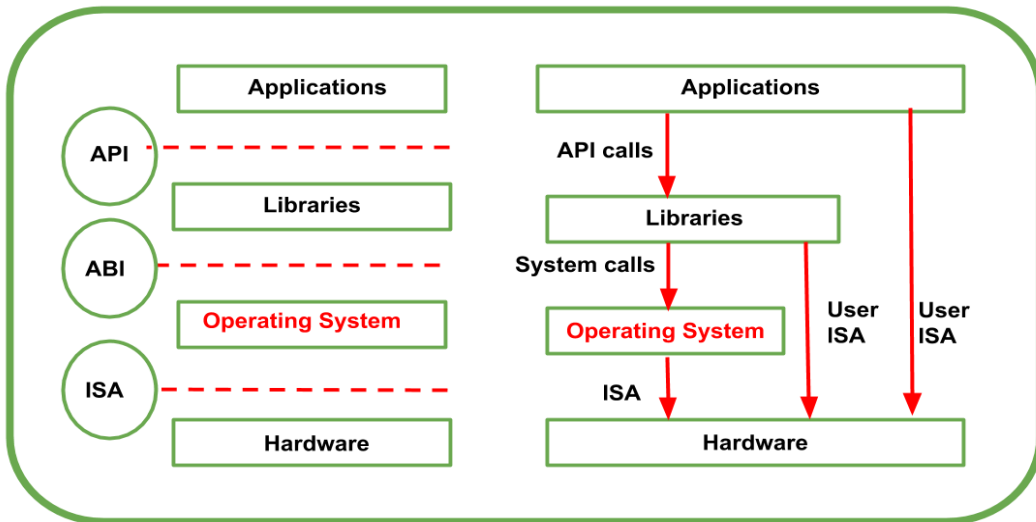 Applications
API
Libraries
ABI
Operating System
ISA
Hardware
Applications
API calls
Libraries
System calls
Operating System
User
ISA
User
ISA
ISA
Hardware